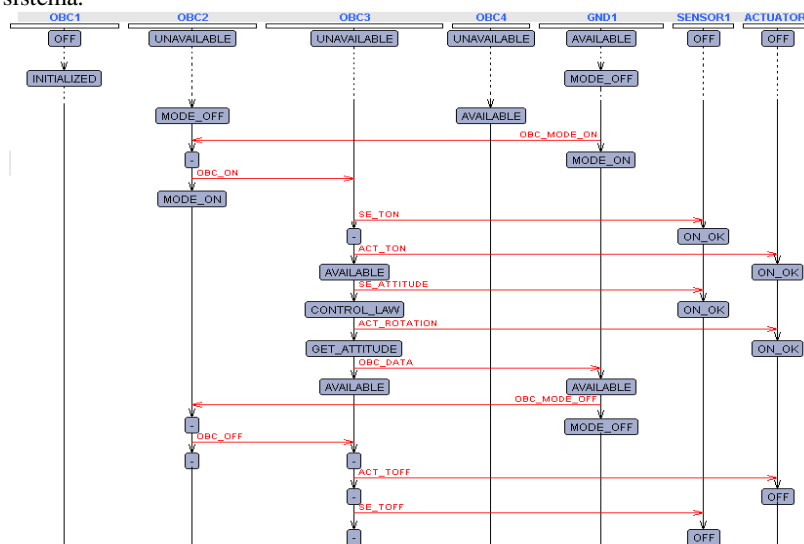 sistema.
OBC1 OBC2 OBC3 OBC4 GND1 SENSOR1 ACTUATOR
OFF UNAVAILABLE UNAVAILABLE UNAVAILABLE AVAILABLE OFF OFF
INITIALIZED MODE_OFF
MODE_OFF AVAILABLE
OBC_MODE_ON
- MODE_ON
OBC_ON
MODE_ON
SE_TON
- ON_OK
ACT_TON
AVAILABLE ON_OK
SE_ATTITUDE
CONTROL_LAW ON_OK
ACT_ROTATION
GET_ATTITUDE ON_OK
OBC_DATA
AVAILABLE AVAILABLE
OBC_MODE_OFF
- MODE_OFF
OBC_OFF
- -
ACT_TOFF
- OFF
SE_TOFF
- OFF